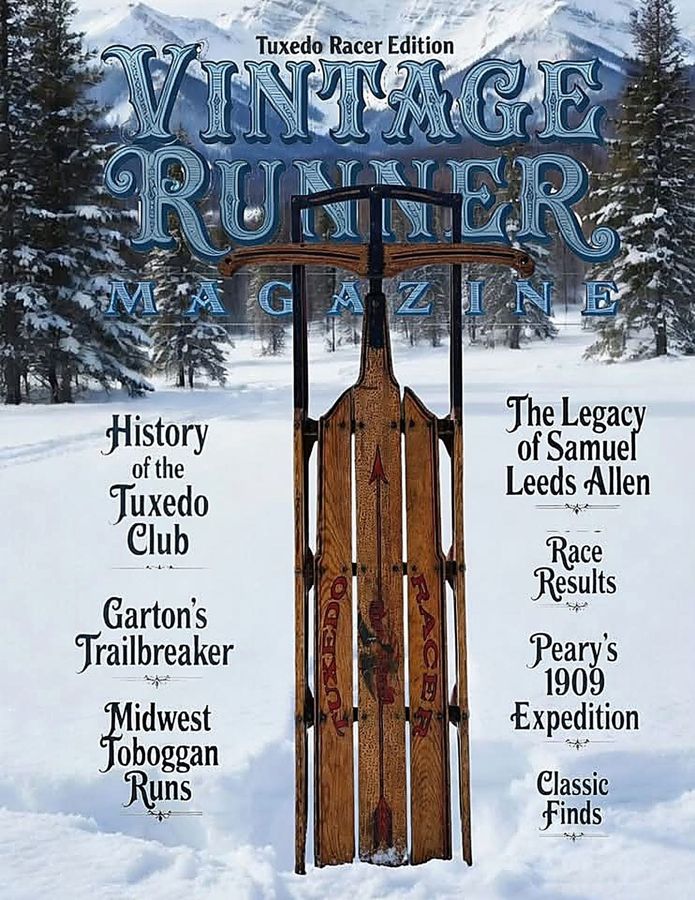 Tuxedo Racer Edition
VINTAGE
RUNNER
MAGAZINE
History
of the
Tuxedo
Club
Garton's
Trailbreaker
Midwest
Toboggan
Runs
The Legacy
of Samuel
Leeds Allen
Race
Results
Peary's
1909
Expedition
Classic
Finds
TUXEDO
RACER